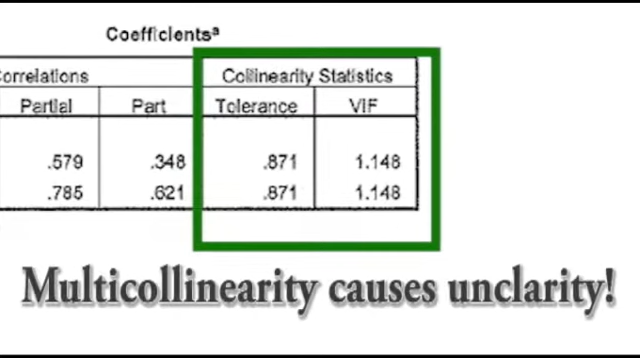 Coefficientsᵃ
orrelations Collinearity Statistics
Partial Part Tolerance VIF
.579 .348 .871 1.148
.785 .621 .871 1.148
Multicollinearity causes unclarity!